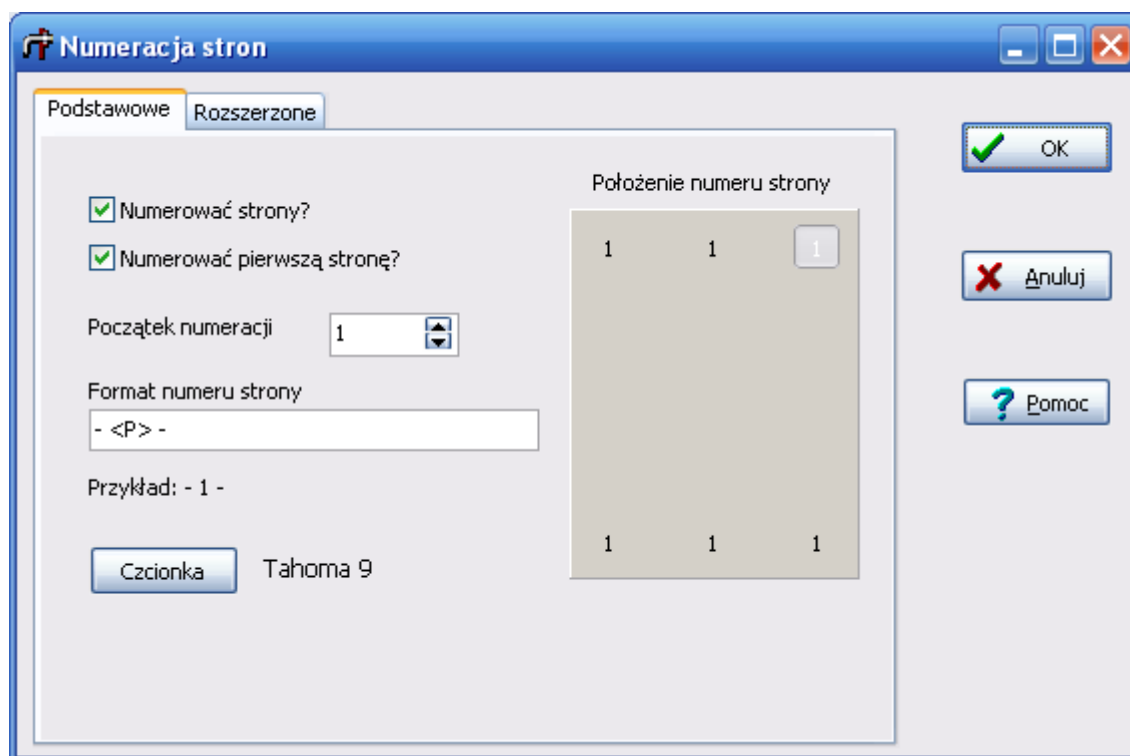 Numeracja stron
Podstawowe Rozszerzone
OK
Położenie numeru strony
Numerować strony?
1 1 1
Numerować pierwszą stronę?
Anuluj
Początek numeracji 1
Format numeru strony
Pomoc
- <P> -
Przykład: - 1 -
1 1 1
Czcionka Tahoma 9